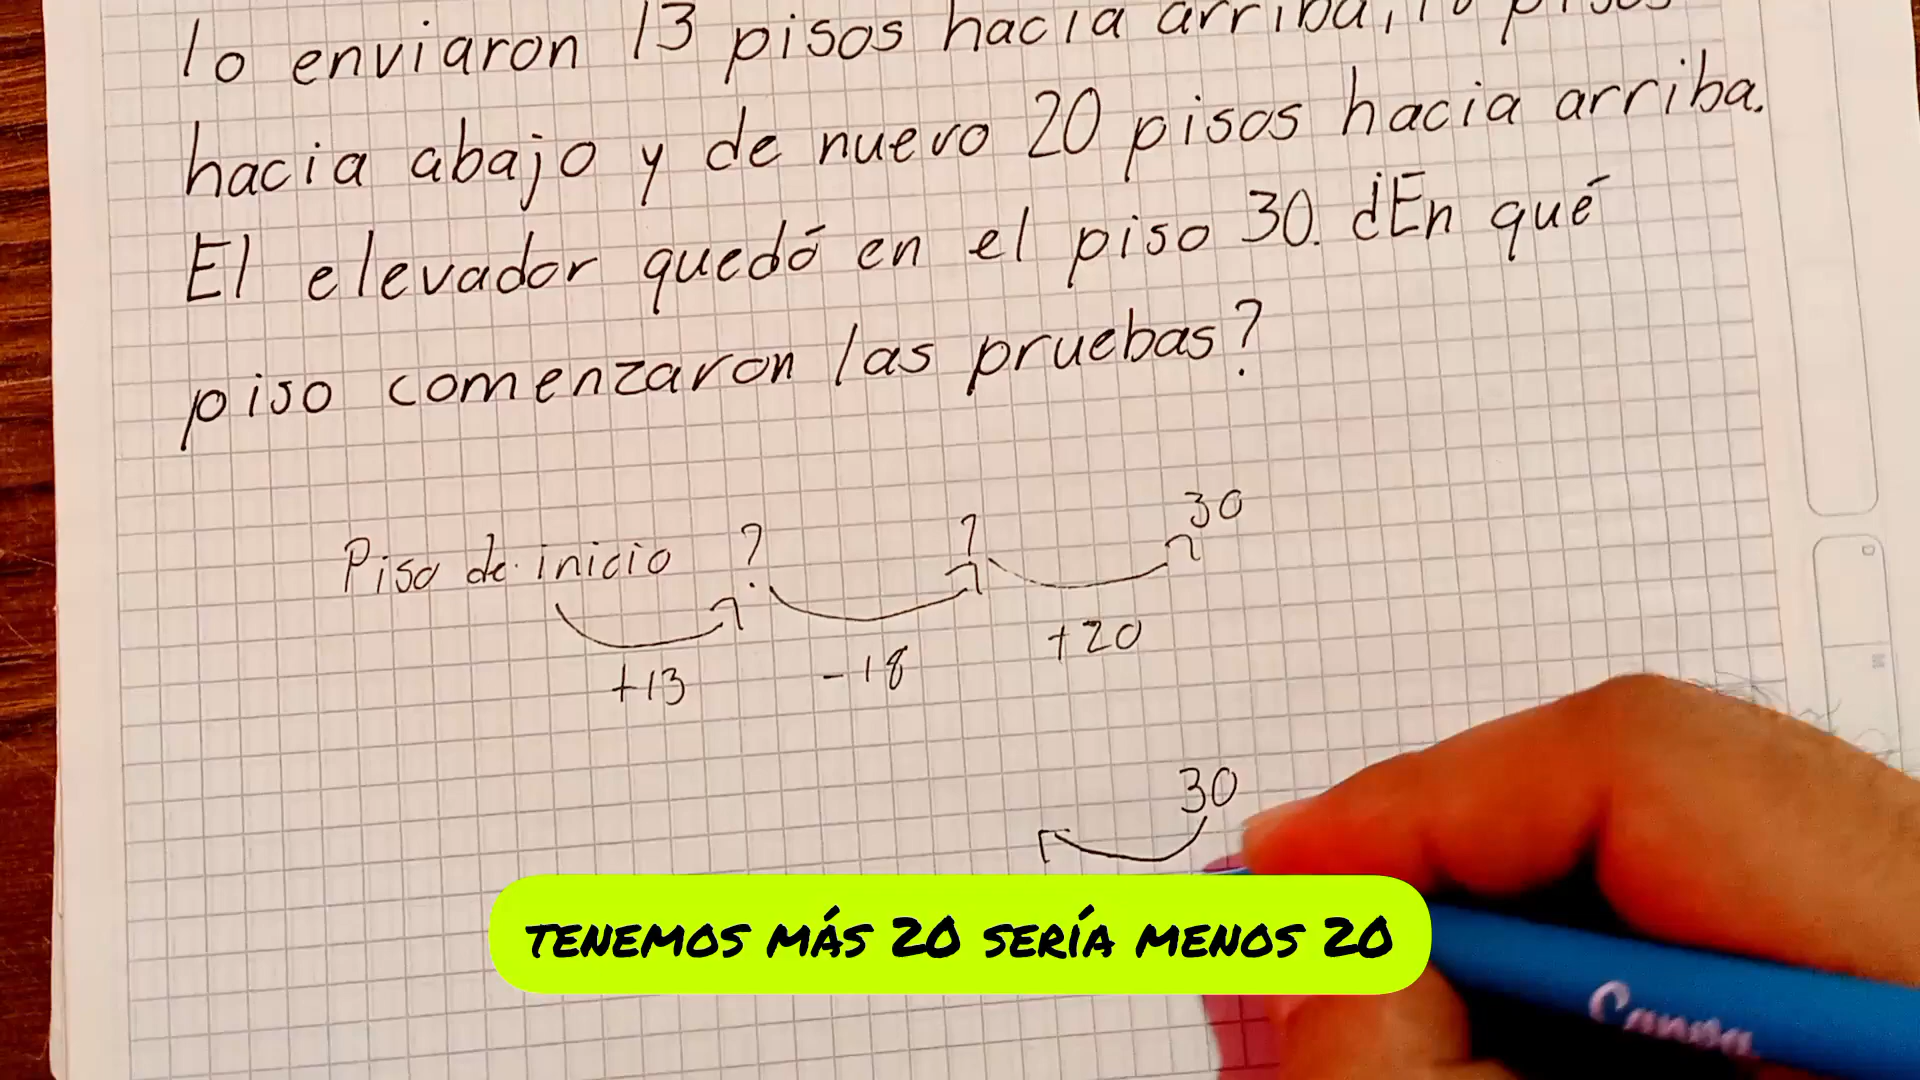 lo enviaron 13 pisos hacia arriba, 18 pisos
hacia abajo y de nuevo 20 pisos hacia arriba.
El elevador quedó en el piso 30. ¿En qué
piso comenzaron las pruebas?
Piso de inicio ? ? 30
+13 -18 +20
30
TENEMOS MÁS 20 SERÍA MENOS 20